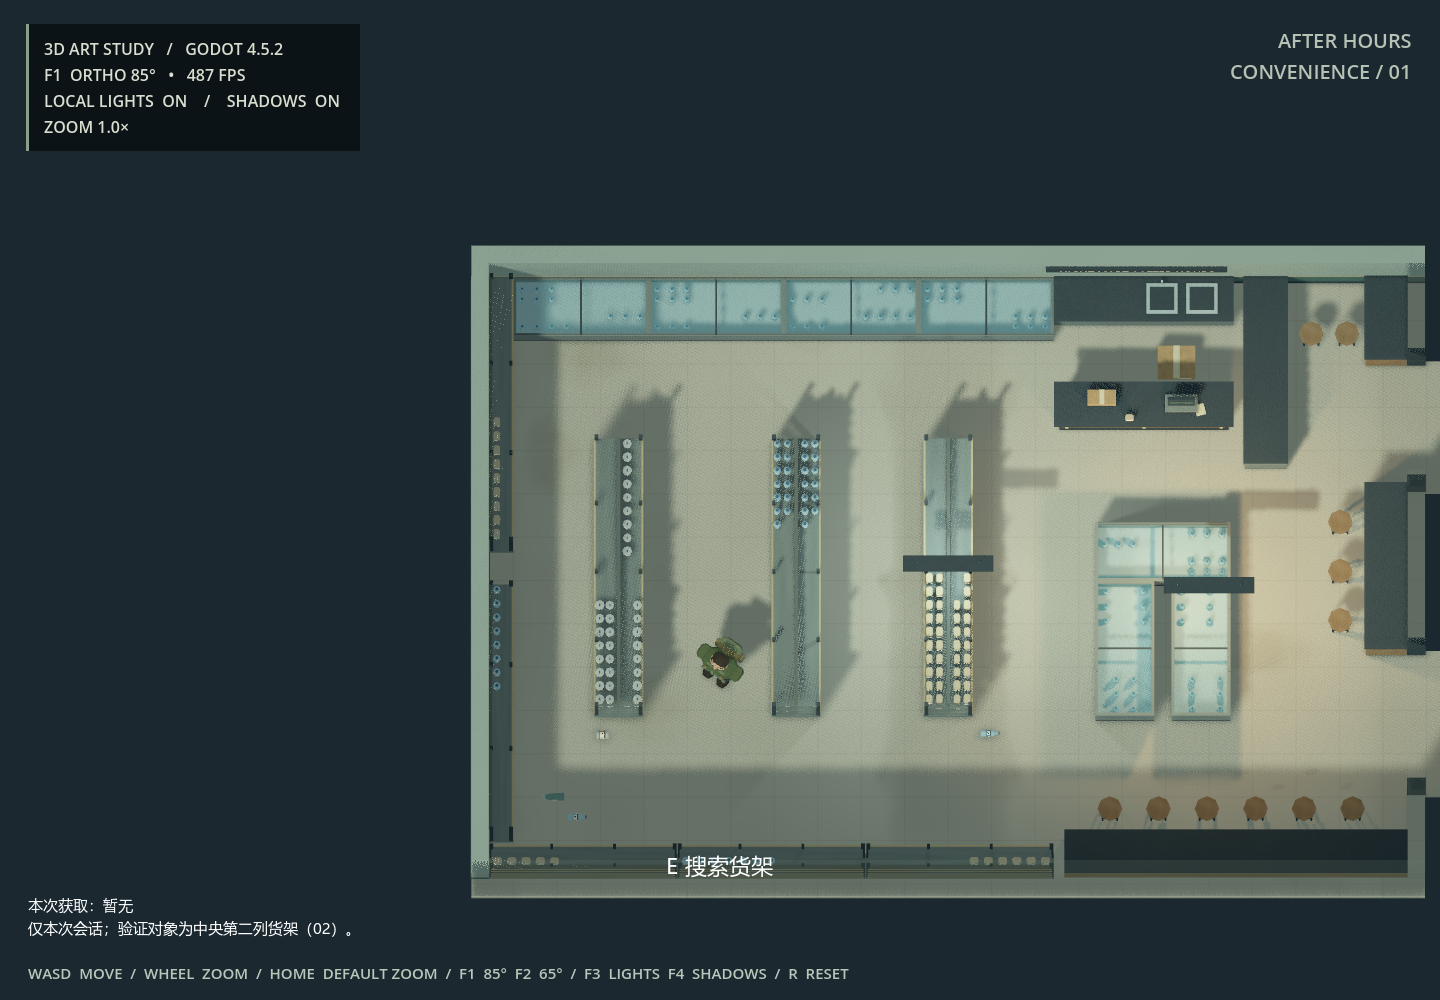 3D ART STUDY / GODOT 4.5.2
F1 ORTHO 85° • 487 FPS
LOCAL LIGHTS ON / SHADOWS ON
ZOOM 1.0×
AFTER HOURS
CONVENIENCE / 01
E 搜索货架
本次获取：暂无
仅本次会话；验证对象为中央第二列货架（02）。
WASD MOVE / WHEEL ZOOM / HOME DEFAULT ZOOM / F1 85° F2 65° / F3 LIGHTS F4 SHADOWS / R RESET